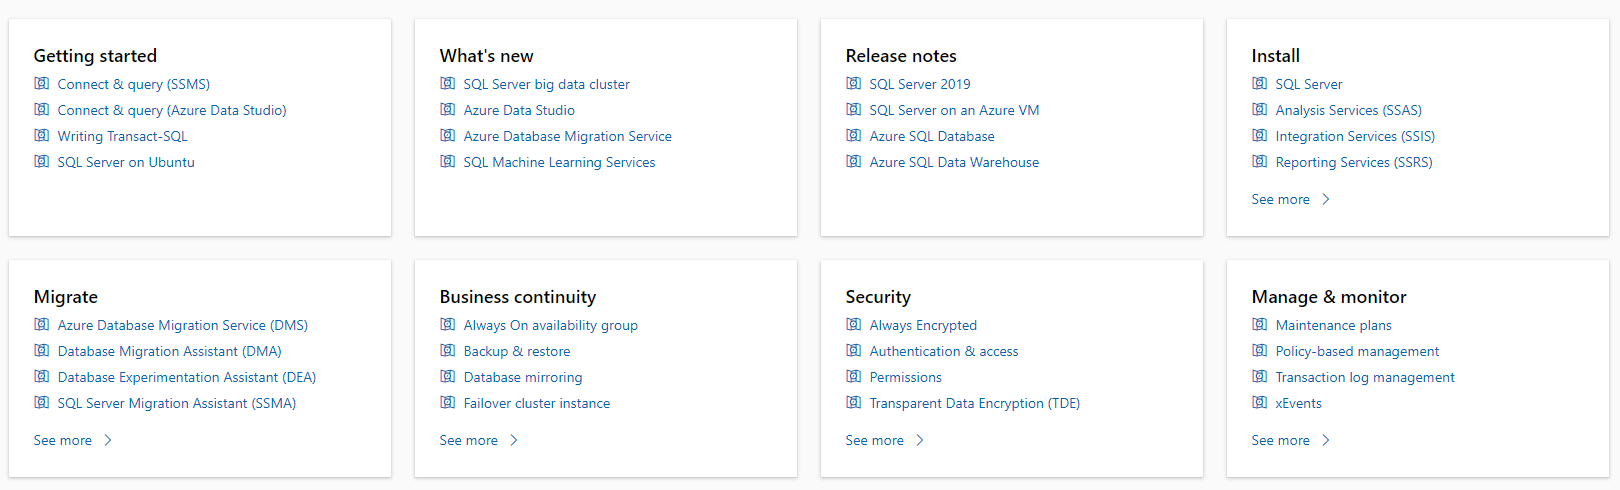 Getting started
Connect & query (SSMS)
Connect & query (Azure Data Studio)
Writing Transact-SQL
SQL Server on Ubuntu
What's new
SQL Server big data cluster
Azure Data Studio
Azure Database Migration Service
SQL Machine Learning Services
Release notes
SQL Server 2019
SQL Server on an Azure VM
Azure SQL Database
Azure SQL Data Warehouse
Install
SQL Server
Analysis Services (SSAS)
Integration Services (SSIS)
Reporting Services (SSRS)
See more
Migrate
Azure Database Migration Service (DMS)
Database Migration Assistant (DMA)
Database Experimentation Assistant (DEA)
SQL Server Migration Assistant (SSMA)
See more
Business continuity
Always On availability group
Backup & restore
Database mirroring
Failover cluster instance
See more
Security
Always Encrypted
Authentication & access
Permissions
Transparent Data Encryption (TDE)
See more
Manage & monitor
Maintenance plans
Policy-based management
Transaction log management
xEvents
See more